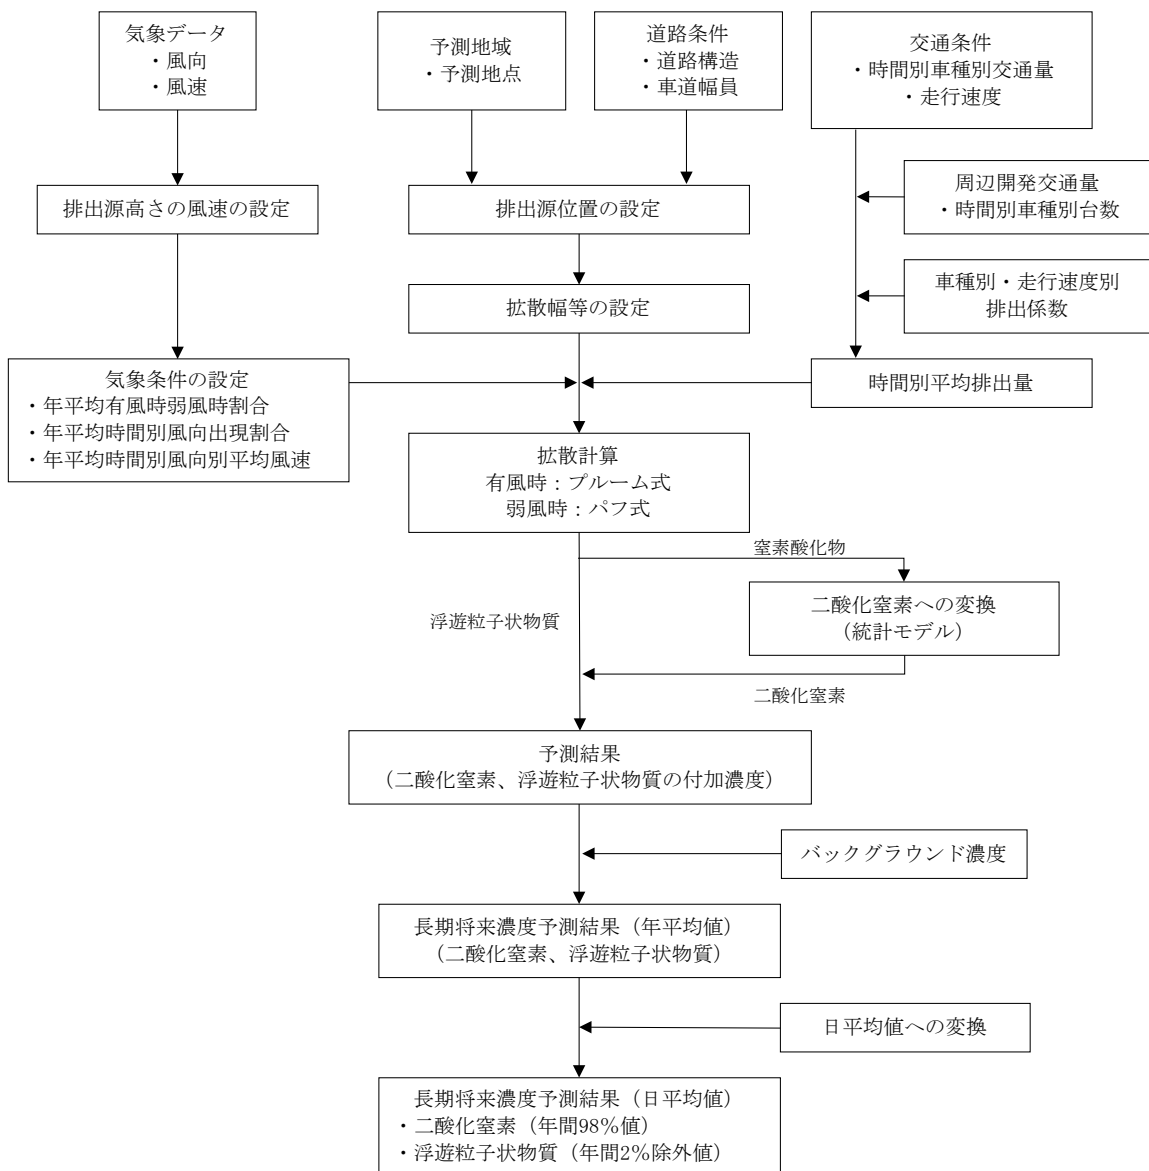 気象データ
・風向
・風速
予測地域
・予測地点
道路条件
・道路構造
・車道幅員
交通条件
・時間別車種別交通量
・走行速度
周辺開発交通量
・時間別車種別台数
排出源高さの風速の設定
排出源位置の設定
車種別・走行速度別
排出係数
拡散幅等の設定
気象条件の設定
・年平均有風時弱風時割合
・年平均時間別風向出現割合
・年平均時間別風向別平均風速
時間別平均排出量
拡散計算
有風時：プルーム式
弱風時：パフ式
窒素酸化物
二酸化窒素への変換
（統計モデル）
浮遊粒子状物質
二酸化窒素
予測結果
（二酸化窒素、浮遊粒子状物質の付加濃度）
バックグラウンド濃度
長期将来濃度予測結果（年平均値）
（二酸化窒素、浮遊粒子状物質）
日平均値への変換
長期将来濃度予測結果（日平均値）
・二酸化窒素（年間98％値）
・浮遊粒子状物質（年間2％除外値）